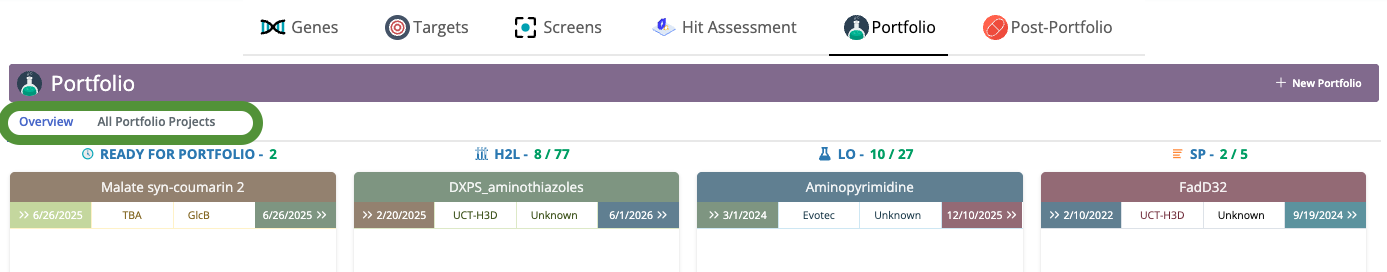 Genes Targets Screens Hit Assessment Portfolio Post-Portfolio
Portfolio + New Portfolio
Overview All Portfolio Projects
READY FOR PORTFOLIO - 2 H2L - 8 / 77 LO - 10 / 27 SP - 2 / 5
Malate syn-coumarin 2 DXPS_aminothiazoles Aminopyrimidine FadD32
>> 6/26/2025 TBA GlcB 6/26/2025 >> >> 2/20/2025 UCT-H3D Unknown 6/1/2026 >> >> 3/1/2024 Evotec Unknown 12/10/2025 >> >> 2/10/2022 UCT-H3D Unknown 9/19/2024 >>